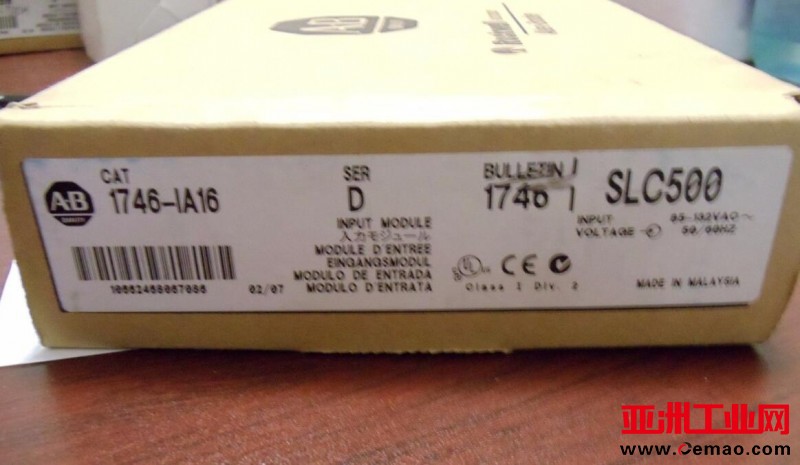 A-B
CAT
1746-IA16
SER
D
BULLETIN
1746
SLC500
A-B
QUALITY
INPUT MODULE
入力モジュール
MODULE D'ENTREE
EINGANGSMODUL
MODULO DE ENTRADA
MODULO D'ENTRATA
INPUT
VOLTAGE
85-132VAC ~
50/60HZ
02/07
UL
CE
Class I Div. 2
MADE IN MALAYSIA
亚洲工业网
www.Cemao.com